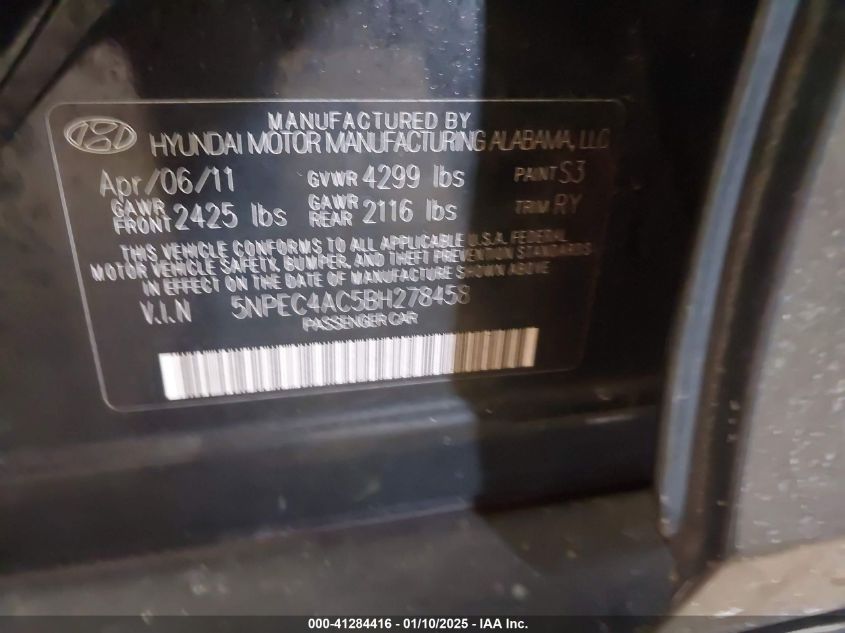 MANUFACTURED BY
HYUNDAI MOTOR MANUFACTURING ALABAMA, LLC
Apr/06/11 GVWR 4299 lbs PAINT S3
GAWR FRONT 2425 lbs GAWR REAR 2116 lbs TRIM RY
THIS VEHICLE CONFORMS TO ALL APPLICABLE U.S.A. FEDERAL
MOTOR VEHICLE SAFETY, BUMPER, AND THEFT PREVENTION STANDARDS
IN EFFECT ON THE DATE OF MANUFACTURE SHOWN ABOVE
V.I.N 5NPEC4AC5BH278458
PASSENGER CAR
000-41284416 - 01/10/2025 - IAA Inc.